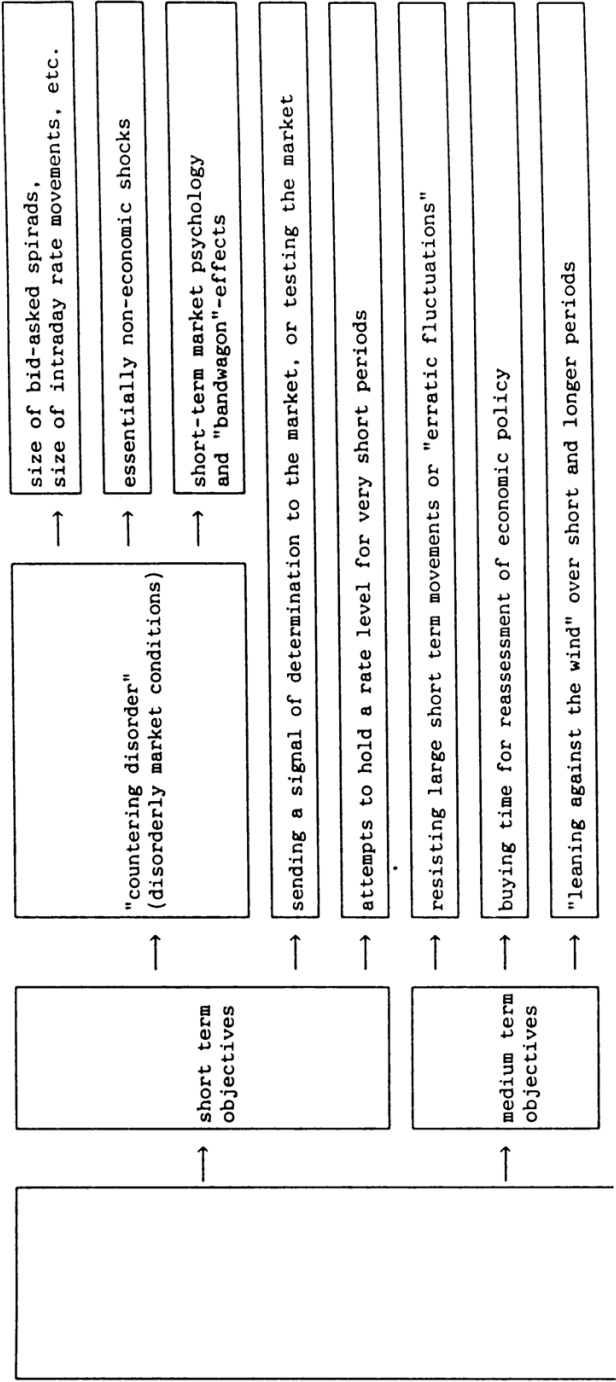 short term
objectives
"countering disorder"
(disorderly market conditions)
size of bid-asked spirads,
size of intraday rate movements, etc.
essentially non-economic shocks
short-term market psychology
and "bandwagon"-effects
sending a signal of determination to the market, or testing the market
attempts to hold a rate level for very short periods
medium term
objectives
resisting large short term movements or "erratic fluctuations"
buying time for reassessment of economic policy
"leaning against the wind" over short and longer periods